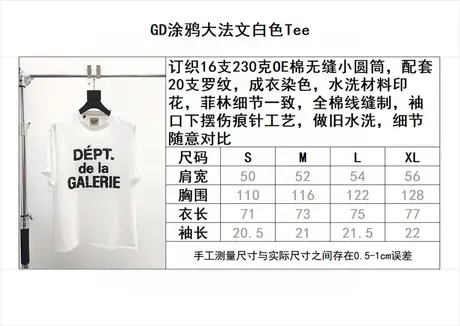 GD涂鸦大法文白色Tee
订织16支230克OE棉无缝小圆筒，配套
20支罗纹，成衣染色，水洗材料印
花，菲林细节一致，全棉线缝制，袖
口下摆伤痕针工艺，做旧水洗，细节
随意对比
DÉPT.
de la
GALERIE
尺码 S M L XL
肩宽 50 52 54 56
胸围 110 116 122 128
衣长 71 73 75 77
袖长 20.5 21 21.5 22
手工测量尺寸与实际尺寸之间存在0.5-1cm误差